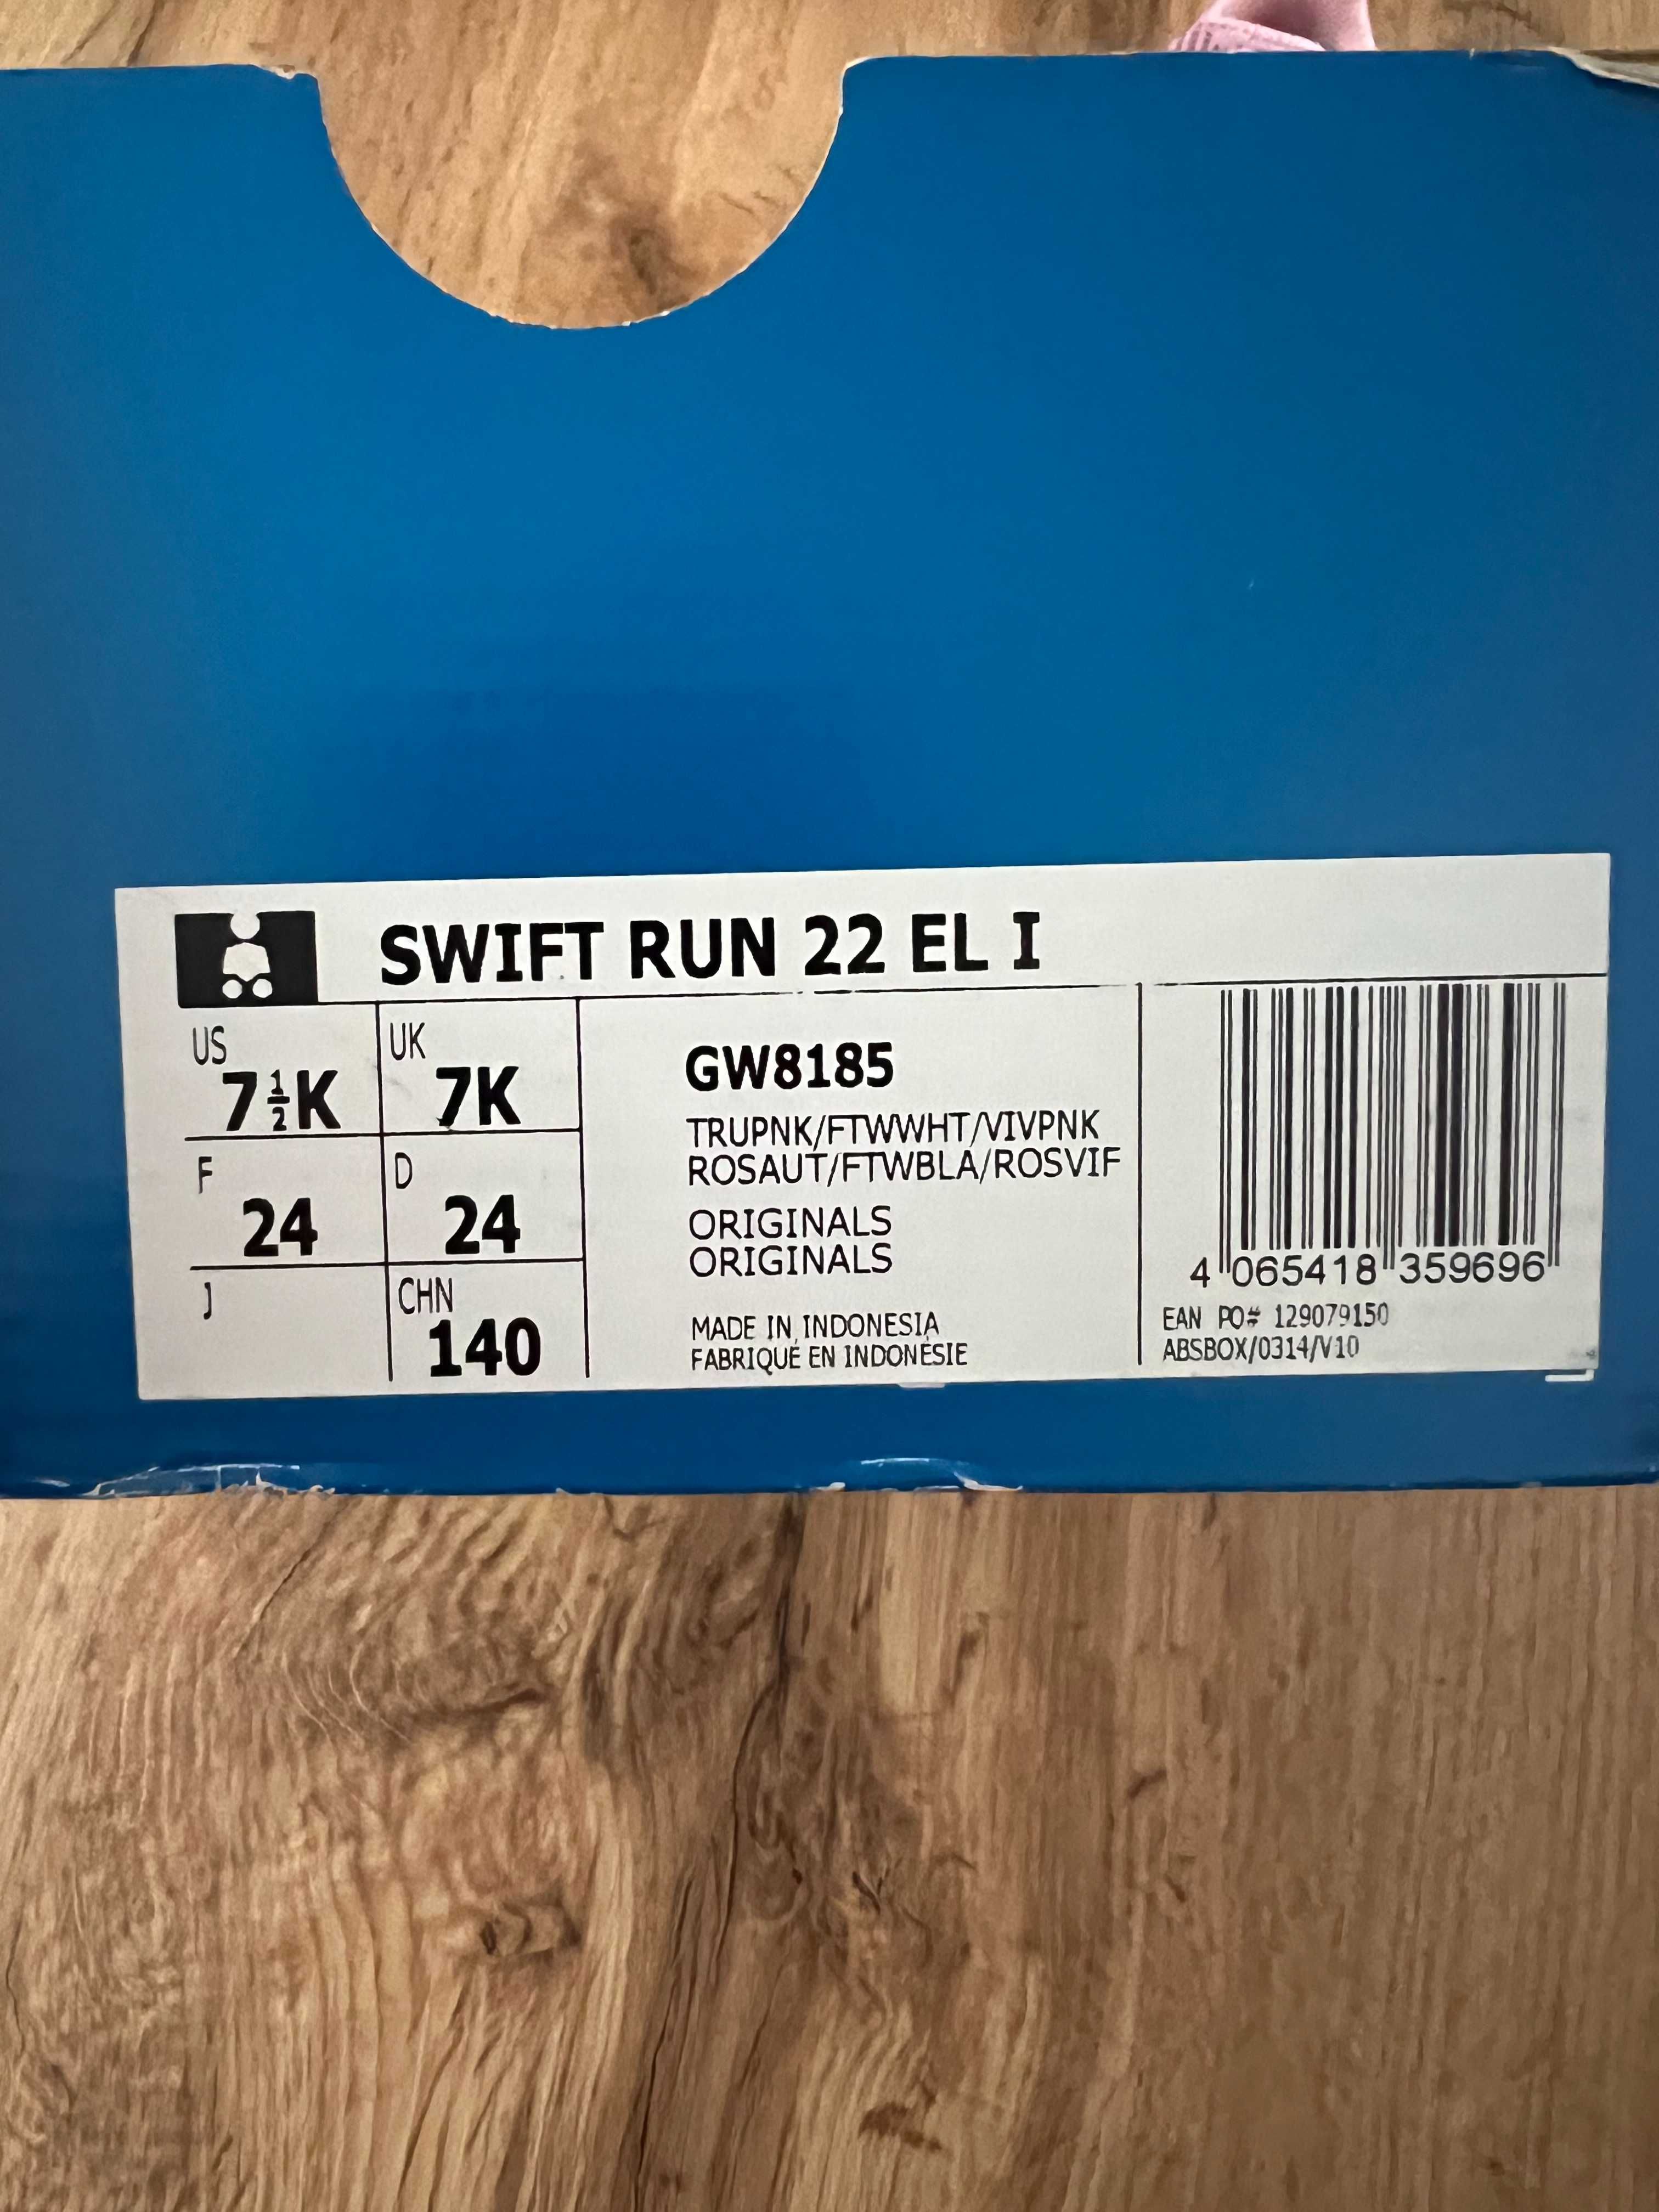 SWIFT RUN 22 EL I
US
7½K
UK
7K
F
24
D
24
J
CHN
140
GW8185
TRUPNK/FTWWHT/VIVPNK
ROSAUT/FTWBLA/ROSVIF
ORIGINALS
ORIGINALS
MADE IN INDONESIA
FABRIQUÉ EN INDONÉSIE
4 065418 359696
EAN PO# 129079150
ABSBOX/0314/V10